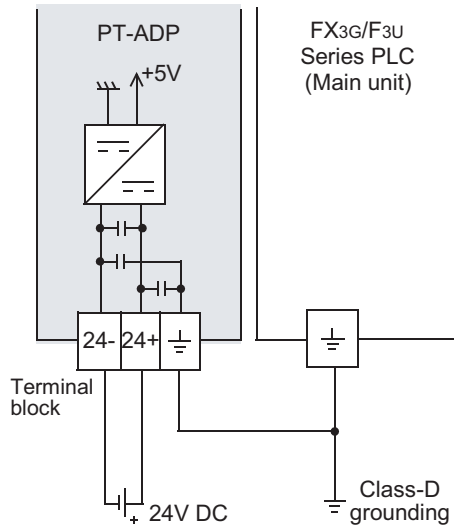 PT-ADP
+5V
FX3G/F3U
Series PLC
(Main unit)
24-
24+
Terminal
block
+
24V DC
Class-D
grounding